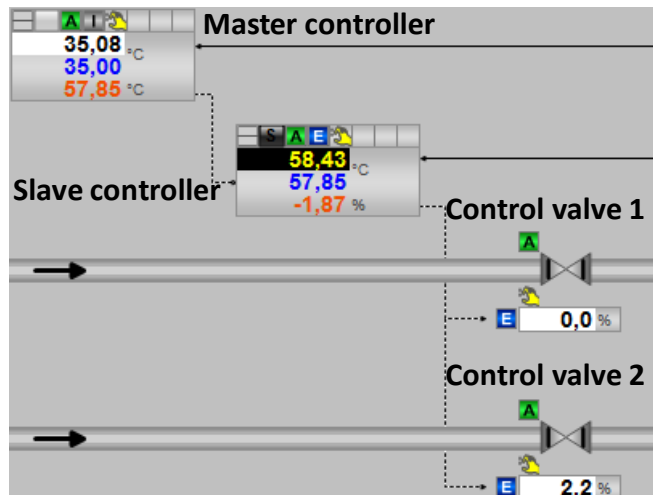 A I
Master controller
35,08 °C
35,00
57,85 °C
S A E
58,43 °C
57,85
-1,87 %
Slave controller
Control valve 1
A
E 0,0 %
Control valve 2
A
E 2,2 %